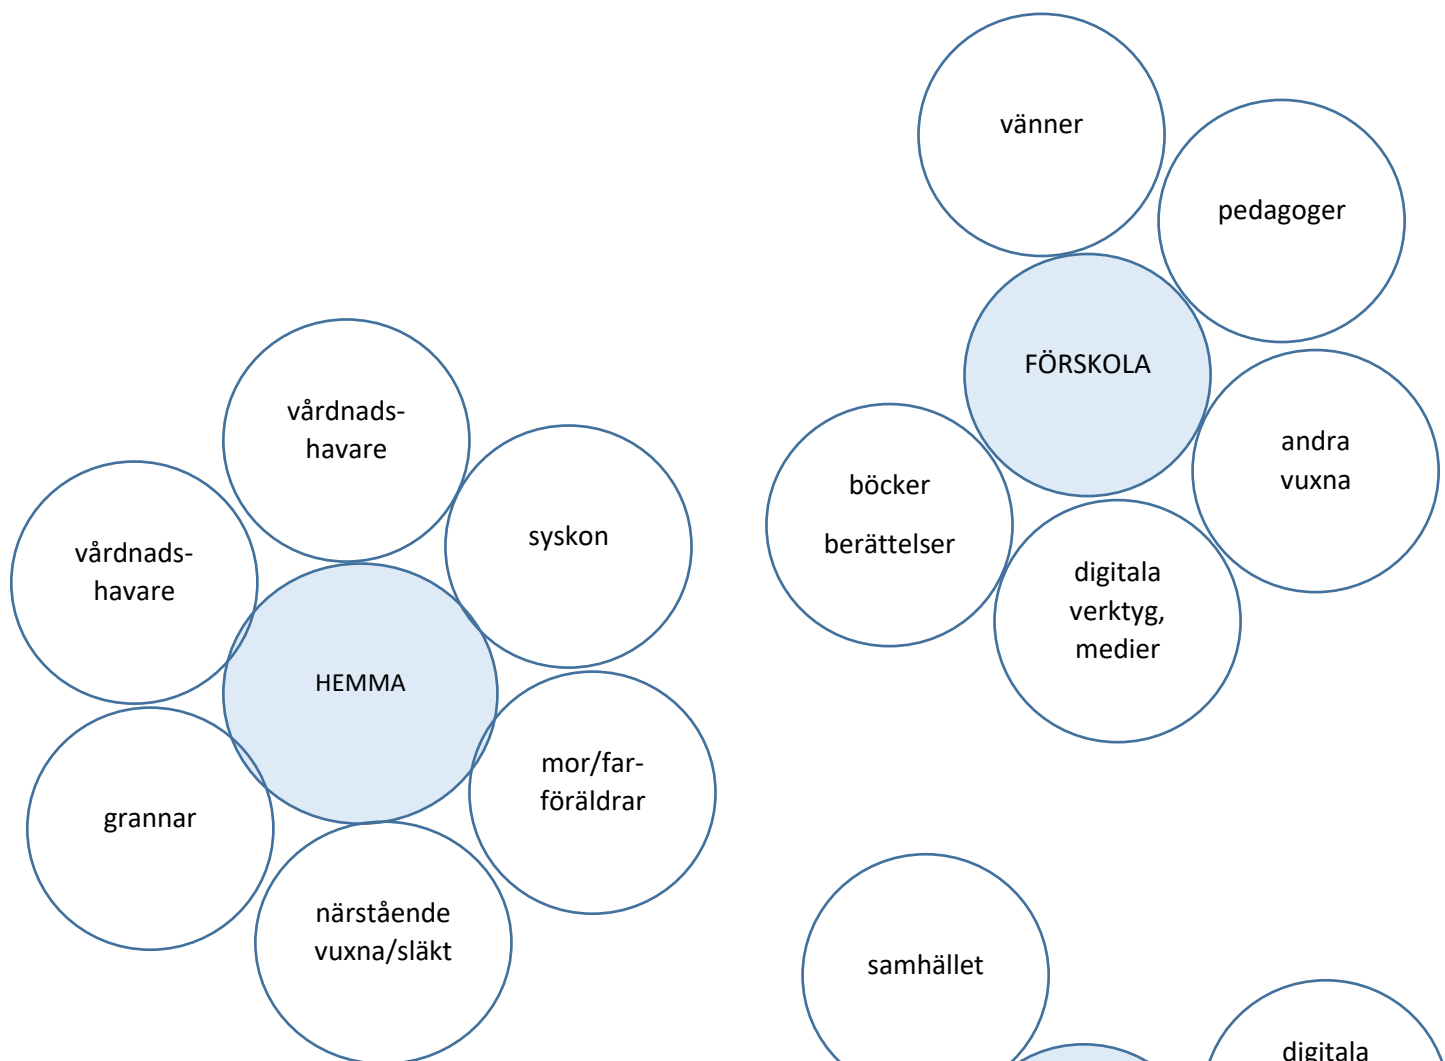 vänner
pedagoger
FÖRSKOLA
andra
vuxna
böcker
berättelser
digitala
verktyg,
medier
vårdnads-
havare
syskon
vårdnads-
havare
HEMMA
mor/far-
föräldrar
grannar
närstående
vuxna/släkt
samhället
digitala